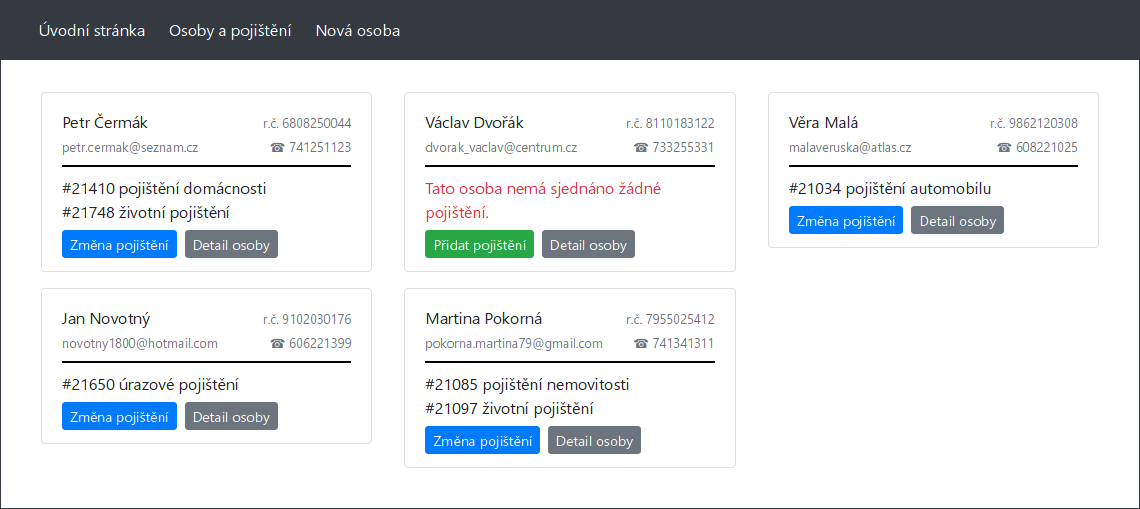 Úvodní stránka Osoby a pojištění Nová osoba
Petr Čermák r.č. 6808250044
petr.cermak@seznam.cz ☎ 741251123
#21410 pojištění domácnosti
#21748 životní pojištění
Změna pojištění Detail osoby
Václav Dvořák r.č. 8110183122
dvorak_vaclav@centrum.cz ☎ 733255331
Tato osoba nemá sjednáno žádné
pojištění.
Přidat pojištění Detail osoby
Věra Malá r.č. 9862120308
malaveruska@atlas.cz ☎ 608221025
#21034 pojištění automobilu
Změna pojištění Detail osoby
Jan Novotný r.č. 9102030176
novotny1800@hotmail.com ☎ 606221399
#21650 úrazové pojištění
Změna pojištění Detail osoby
Martina Pokorná r.č. 7955025412
pokorna.martina79@gmail.com ☎ 741341311
#21085 pojištění nemovitosti
#21097 životní pojištění
Změna pojištění Detail osoby